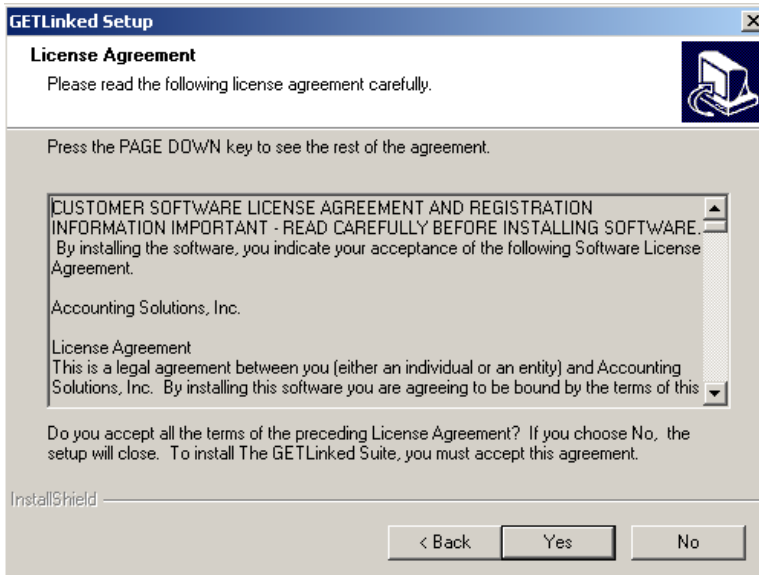 GETLinked Setup
License Agreement
Please read the following license agreement carefully.
Press the PAGE DOWN key to see the rest of the agreement.
CUSTOMER SOFTWARE LICENSE AGREEMENT AND REGISTRATION
INFORMATION IMPORTANT - READ CAREFULLY BEFORE INSTALLING SOFTWARE.
By installing the software, you indicate your acceptance of the following Software License
Agreement.
Accounting Solutions, Inc.
License Agreement
This is a legal agreement between you (either an individual or an entity) and Accounting
Solutions, Inc.  By installing this software you are agreeing to be bound by the terms of this
Do you accept all the terms of the preceding License Agreement?  If you choose No,  the
setup will close.  To install The GETLinked Suite, you must accept this agreement.
InstallShield
< Back
Yes
No